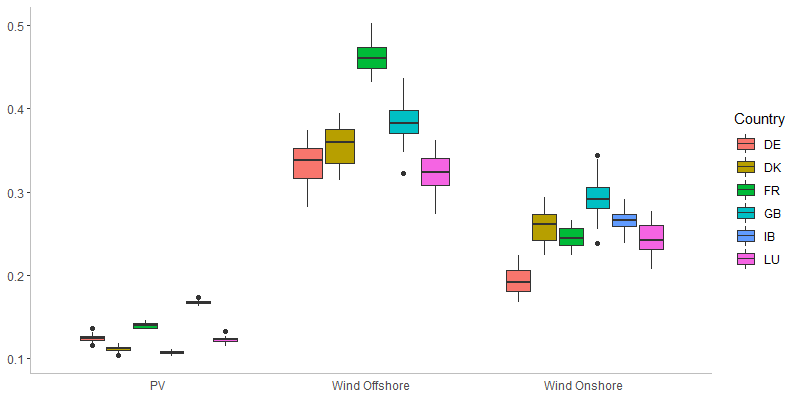 0.5
0.4
0.3
0.2
0.1
PV
Wind Offshore
Wind Onshore
Country
DE
DK
FR
GB
IB
LU